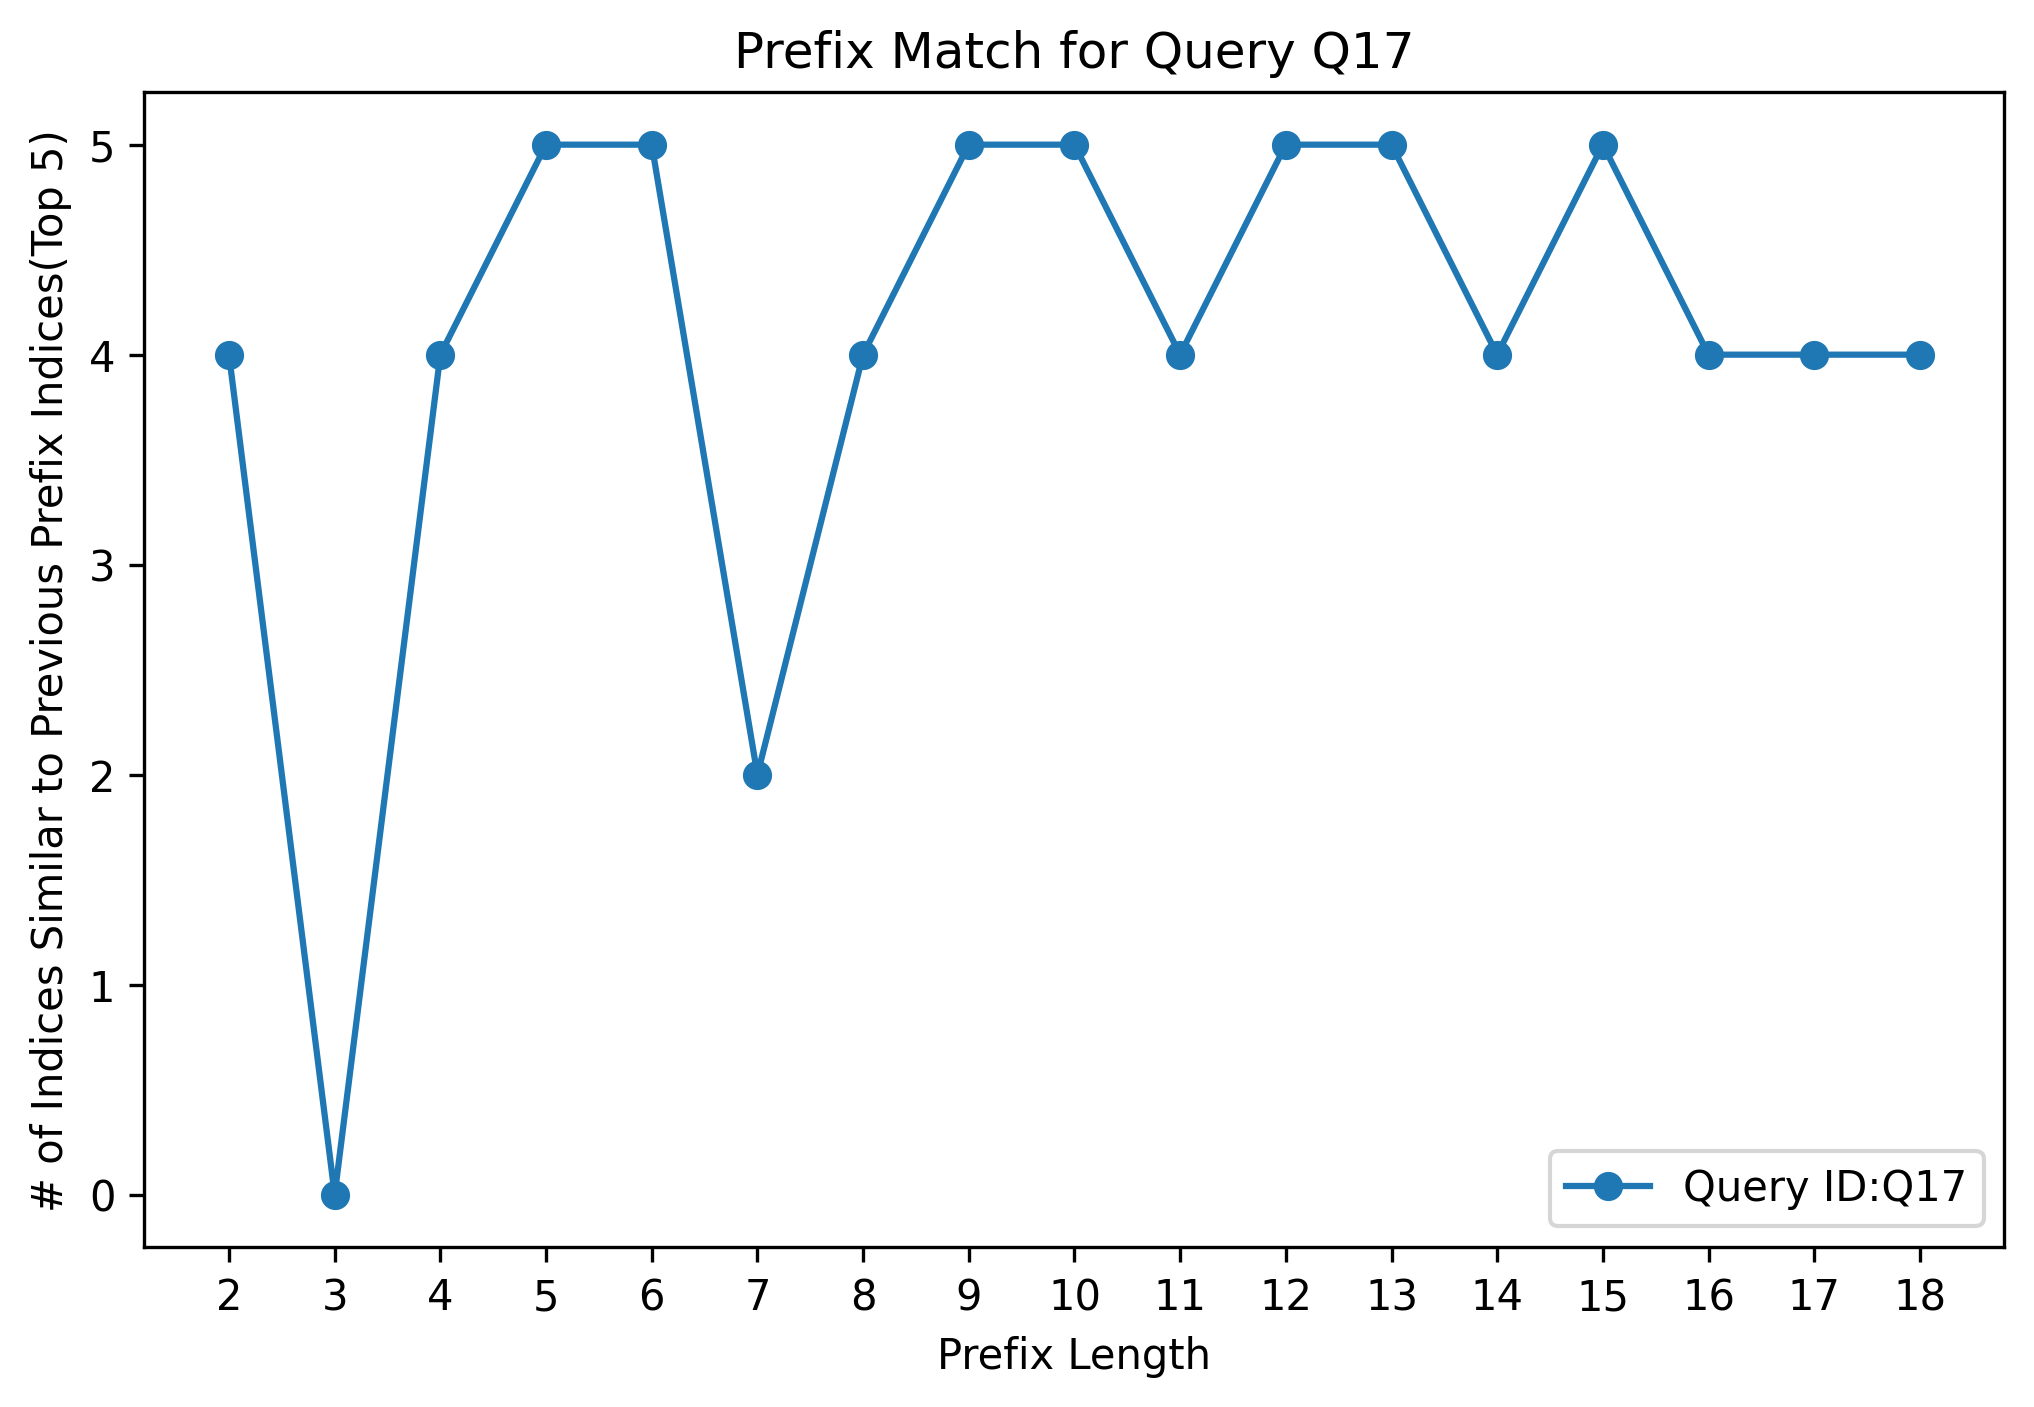 Prefix Match for Query Q17
# of Indices Similar to Previous Prefix Indices(Top 5)
5
4
3
2
1
0
Query ID:Q17
2 3 4 5 6 7 8 9 10 11 12 13 14 15 16 17 18
Prefix Length